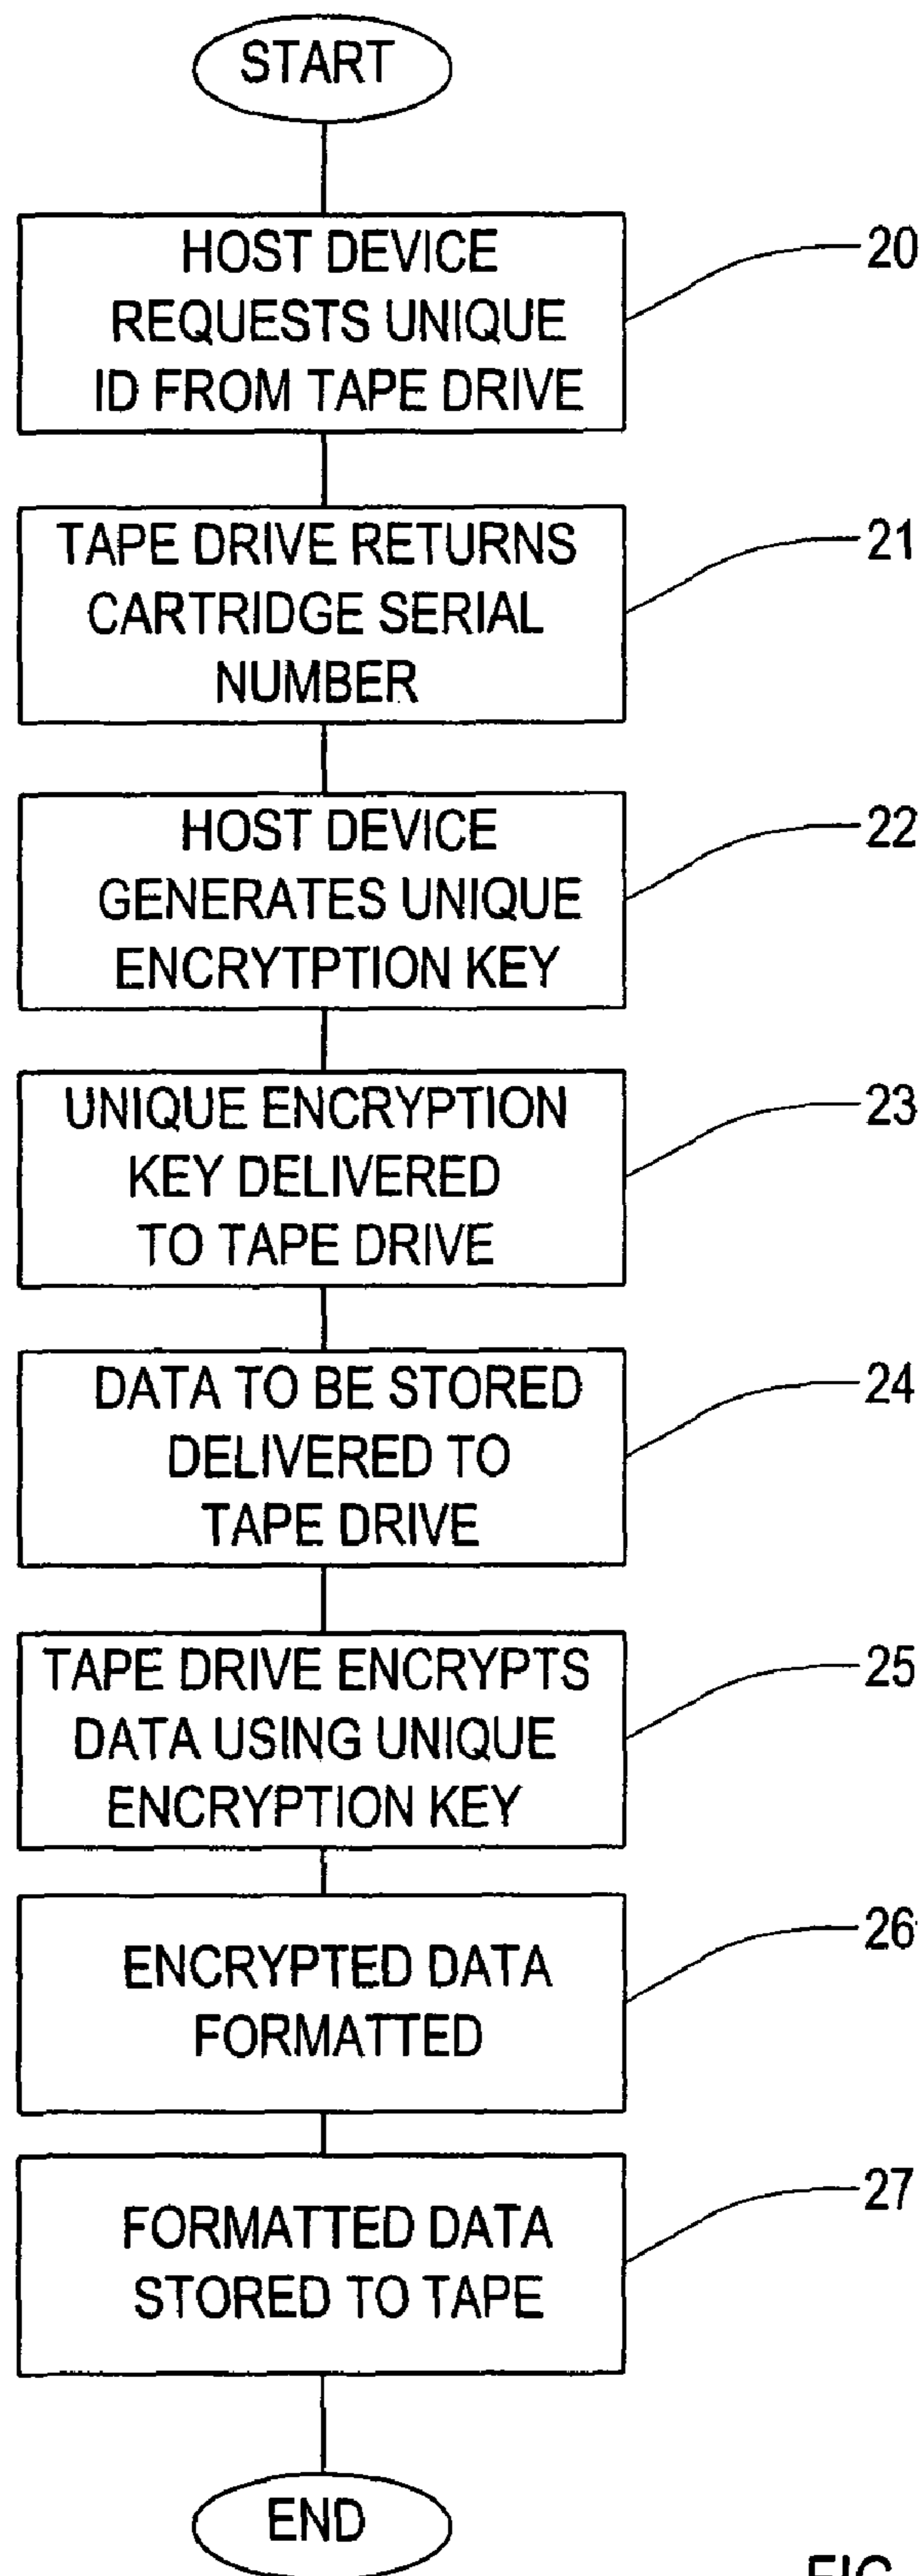 START
HOST DEVICE
REQUESTS UNIQUE
ID FROM TAPE DRIVE
20
TAPE DRIVE RETURNS
CARTRIDGE SERIAL
NUMBER
21
HOST DEVICE
GENERATES UNIQUE
ENCRYTPTION KEY
22
UNIQUE ENCRYPTION
KEY DELIVERED
TO TAPE DRIVE
23
DATA TO BE STORED
DELIVERED TO
TAPE DRIVE
24
TAPE DRIVE ENCRYPTS
DATA USING UNIQUE
ENCRYPTION KEY
25
ENCRYPTED DATA
FORMATTED
26
FORMATTED DATA
STORED TO TAPE
27
END